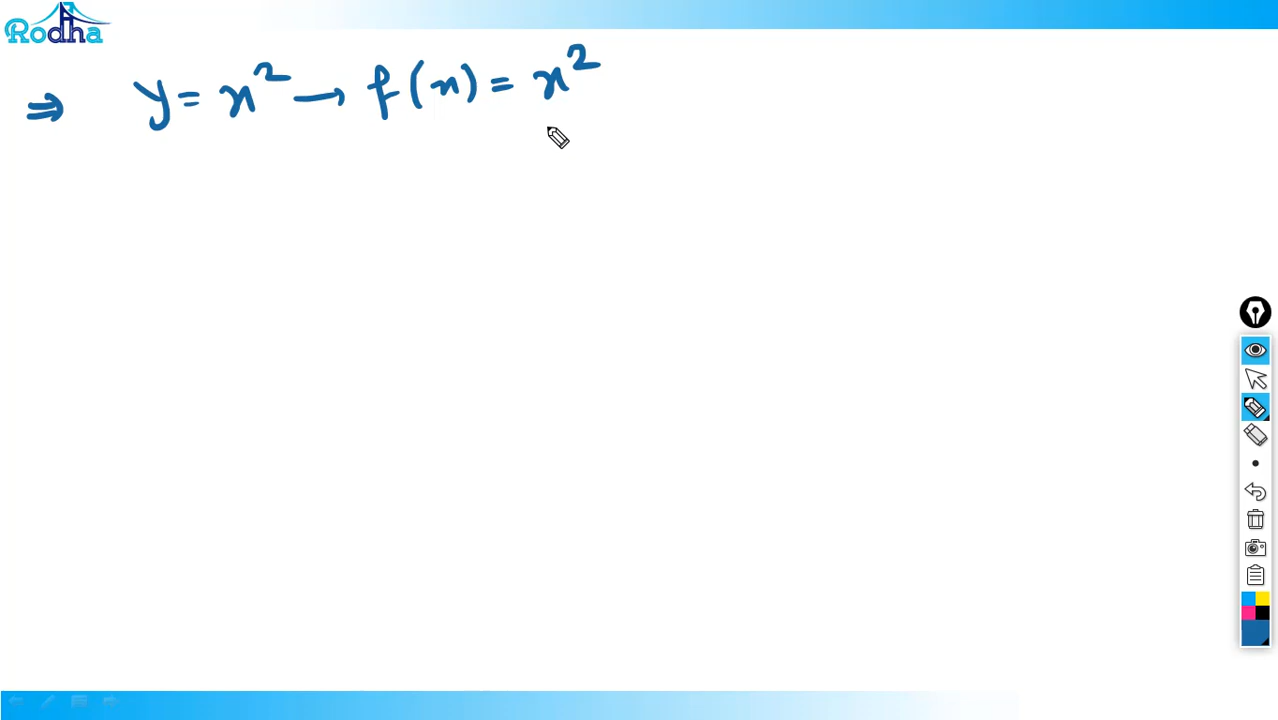 Rodha
⇒ y = x² → f(x) = x²